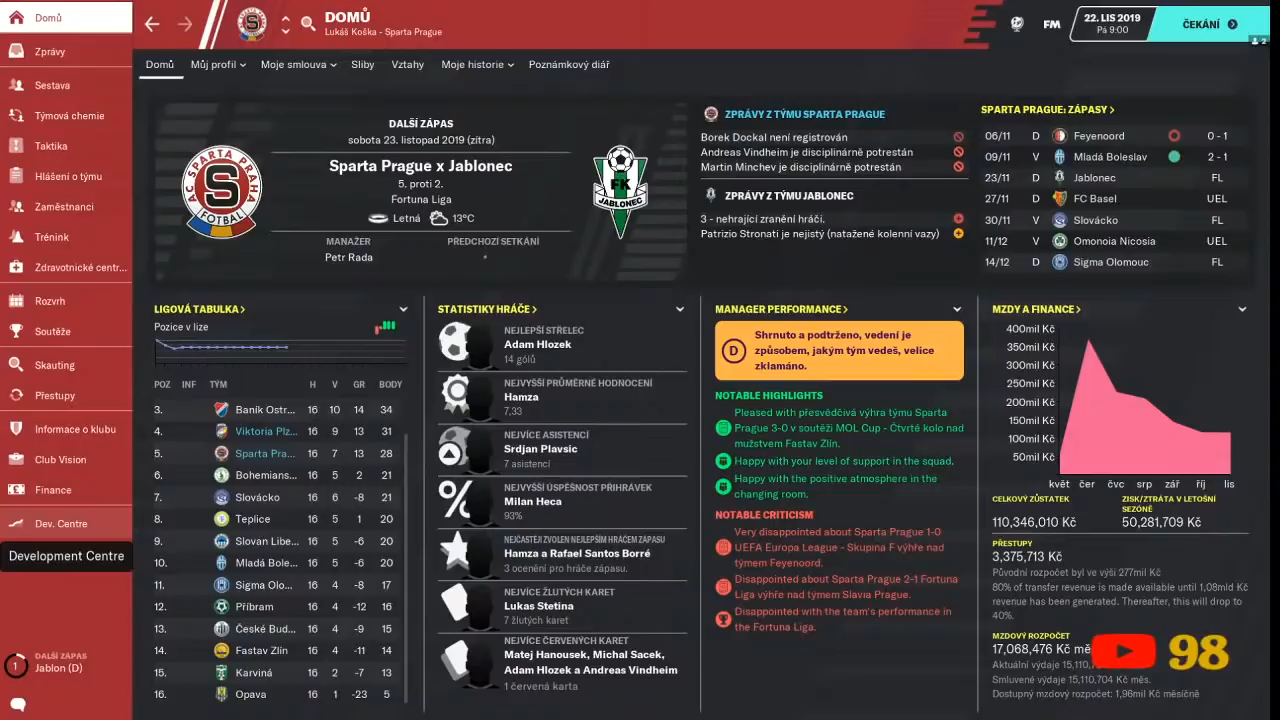 Domů
Zprávy
Sestava
Týmová chemie
Taktika
Hlášení o týmu
Zaměstnanci
Trénink
Zdravotnické centr...
Rozvrh
Soutěže
Skauting
Přestupy
Informace o klubu
Club Vision
Finance
Dev. Centre
Development Centre
1
DALŠÍ ZÁPAS
Jablon (D)
DOMŮ
Lukáš Koška - Sparta Prague
FM
22. LIS 2019
Pá 9:00
ČEKÁNÍ
2
Domů
Můj profil
Moje smlouva
Sliby
Vztahy
Moje historie
Poznámkový diář
AC SPARTA PRAHA
FOTBAL
DALŠÍ ZÁPAS
sobota 23. listopad 2019 (zítra)
Sparta Prague x Jablonec
5. proti 2.
Fortuna Liga
Letná 13°C
MANAŽER
Petr Rada
PŘEDCHOZÍ SETKÁNÍ
FK
JABLONEC
ZPRÁVY Z TÝMU SPARTA PRAGUE
Borek Dockal není registrován
Andreas Vindheim je disciplinárně potrestán
Martin Minchev je disciplinárně potrestán
ZPRÁVY Z TÝMU JABLONEC
3 - nehrající zranění hráči.
Patrizio Stronati je nejistý (natažené kolenní vazy)
SPARTA PRAGUE: ZÁPASY >
06/11 D Feyenoord 0 - 1
09/11 V Mladá Boleslav 2 - 1
23/11 D Jablonec FL
27/11 D FC Basel UEL
30/11 V Slovácko FL
11/12 V Omonoia Nicosia UEL
14/12 D Sigma Olomouc FL
LIGOVÁ TABULKA >
Pozice v lize
POZ INF TÝM H V GR BODY
3. Baník Ostr... 16 10 14 34
4. Viktoria Plz... 16 9 13 31
5. Sparta Pra... 16 7 13 28
6. Bohemians... 16 5 2 21
7. Slovácko 16 6 -8 21
8. Teplice 16 5 1 20
9. Slovan Libe... 16 5 -6 20
10. Mladá Bole... 16 5 -6 20
11. Sigma Olo... 16 4 -8 17
12. Příbram 16 4 -12 16
13. České Bud... 16 4 -9 15
14. Fastav Zlín 16 4 -11 14
15. Karviná 16 2 -7 13
16. Opava 16 1 -23 5
STATISTIKY HRÁČE >
NEJLEPŠÍ STŘELEC
Adam Hlozek
14 gólů
NEJVYŠŠÍ PRŮMĚRNÉ HODNOCENÍ
Hamza
7,33
NEJVÍCE ASISTENCÍ
Srdjan Plavsic
7 asistencí
NEJVYŠŠÍ ÚSPĚŠNOST PŘIHRÁVEK
Milan Heca
93%
NEJČASTĚJI ZVOLEN NEJLEPŠÍM HRÁČEM ZÁPASU
Hamza a Rafael Santos Borré
3 ocenění pro hráče zápasu.
NEJVÍCE ŽLUTÝCH KARET
Lukas Stetina
7 žlutých karet
NEJVÍCE ČERVENÝCH KARET
Matej Hanousek, Michal Sacek,
Adam Hlozek a Andreas Vindheim
1 červená karta
MANAGER PERFORMANCE >
D
Shrnuto a podtrženo, vedení je
způsobem, jakým tým vedeš, velice
zklamáno.
NOTABLE HIGHLIGHTS
Pleased with přesvědčivá výhra týmu Sparta
Prague 3-0 v soutěži MOL Cup - Čtvrté kolo nad
mužstvem Fastav Zlín.
Happy with your level of support in the squad.
Happy with the positive atmosphere in the
changing room.
NOTABLE CRITICISM
Very disappointed about Sparta Prague 1-0
UEFA Europa League - Skupina F výhře nad
týmem Feyenoord.
Disappointed about Sparta Prague 2-1 Fortuna
Liga výhře nad týmem Slavia Prague.
Disappointed with the team's performance in
the Fortuna Liga.
MZDY A FINANCE >
400mil Kč
350mil Kč
300mil Kč
250mil Kč
200mil Kč
150mil Kč
100mil Kč
50mil Kč
květ čer čvc srp zář říj lis
CELKOVÝ ZŮSTATEK
110,346,010 Kč
ZISK/ZTRÁTA V LETOŠNÍ
SEZÓNĚ
50,281,709 Kč
PŘESTUPY
3,375,713 Kč
Původní rozpočet byl ve výši 277mil Kč
80% of transfer revenue is made available until 1,08mld Kč
revenue has been generated. Thereafter, this will drop to
40%.
MZDOVÝ ROZPOČET
17,068,476 Kč mě
Aktuální výdaje 15,110,7
Smluvené výdaje 15,110,704 Kč měs.
Dostupný mzdový rozpočet: 1,96mil Kč měsíčně
98